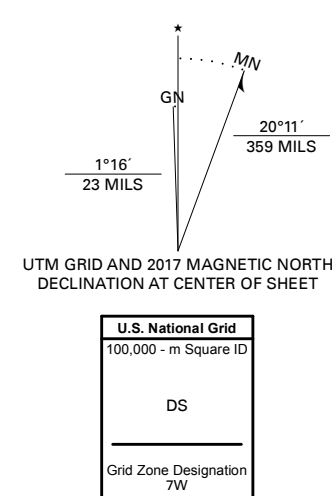 ★
MN
GN
20°11´
359 MILS
1°16´
23 MILS
UTM GRID AND 2017 MAGNETIC NORTH
DECLINATION AT CENTER OF SHEET
U.S. National Grid
100,000 - m Square ID
DS
Grid Zone Designation
7W